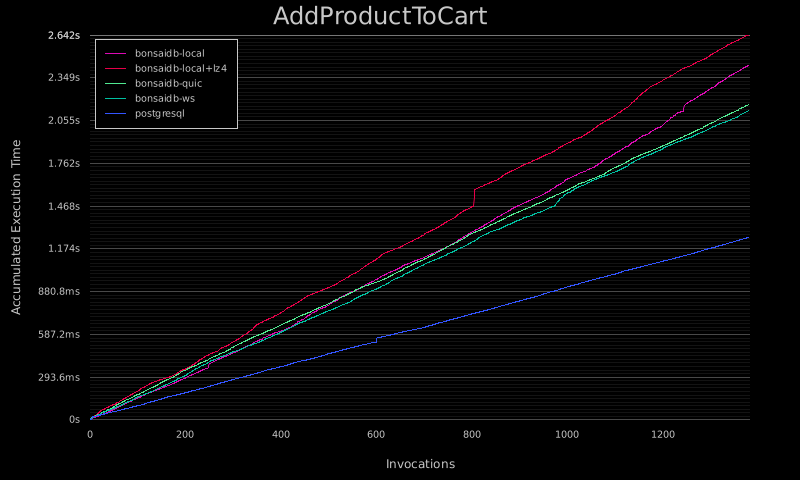 AddProductToCart
2.642s
2.349s
2.055s
1.762s
1.468s
1.174s
880.8ms
587.2ms
293.6ms
0s
Accumulated Execution Time
bonsaidb-local
bonsaidb-local+lz4
bonsaidb-quic
bonsaidb-ws
postgresql
0
200
400
600
800
1000
1200
Invocations